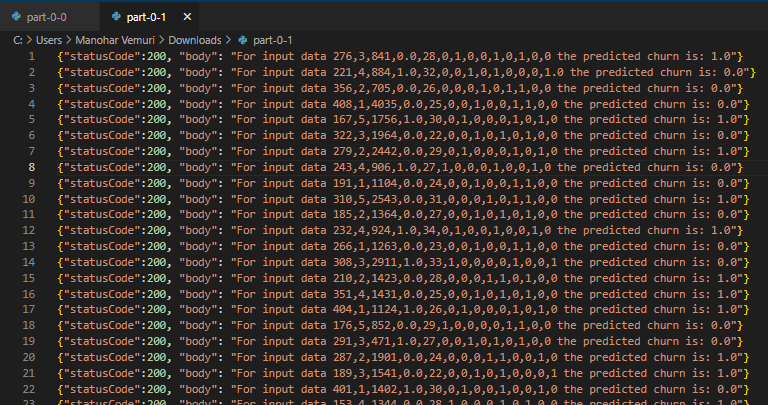 part-0-0 part-0-1
C: > Users > Manohar Vemuri > Downloads > part-0-1
1 {"statusCode":200, "body": "For input data 276,3,841,0.0,28,0,1,0,0,1,0,1,0,0 the predicted churn is: 1.0"}
2 {"statusCode":200, "body": "For input data 221,4,884,1.0,32,0,0,1,0,1,0,0,0,1.0 the predicted churn is: 0.0"}
3 {"statusCode":200, "body": "For input data 356,2,705,0.0,26,0,0,0,1,0,1,1,0,0 the predicted churn is: 0.0"}
4 {"statusCode":200, "body": "For input data 408,1,4035,0.0,25,0,0,1,0,0,1,1,0,0 the predicted churn is: 0.0"}
5 {"statusCode":200, "body": "For input data 167,5,1756,1.0,30,0,1,0,0,0,1,0,1,0 the predicted churn is: 1.0"}
6 {"statusCode":200, "body": "For input data 322,3,1964,0.0,22,0,0,1,0,1,0,1,0,0 the predicted churn is: 0.0"}
7 {"statusCode":200, "body": "For input data 279,2,2442,0.0,29,0,1,0,0,0,1,0,1,0 the predicted churn is: 1.0"}
8 {"statusCode":200, "body": "For input data 243,4,906,1.0,27,1,0,0,0,1,0,0,1,0 the predicted churn is: 0.0"}
9 {"statusCode":200, "body": "For input data 191,1,1104,0.0,24,0,0,1,0,0,1,1,0,0 the predicted churn is: 0.0"}
10 {"statusCode":200, "body": "For input data 310,5,2543,0.0,31,0,0,0,1,0,1,1,0,0 the predicted churn is: 1.0"}
11 {"statusCode":200, "body": "For input data 185,2,1364,0.0,27,0,0,1,0,1,0,1,0,0 the predicted churn is: 0.0"}
12 {"statusCode":200, "body": "For input data 232,4,924,1.0,34,0,1,0,0,1,0,0,1,0 the predicted churn is: 1.0"}
13 {"statusCode":200, "body": "For input data 266,1,1263,0.0,23,0,0,1,0,0,1,1,0,0 the predicted churn is: 0.0"}
14 {"statusCode":200, "body": "For input data 308,3,2911,1.0,33,1,0,0,0,0,1,0,0,1 the predicted churn is: 0.0"}
15 {"statusCode":200, "body": "For input data 210,2,1423,0.0,28,0,0,0,1,1,0,1,0,0 the predicted churn is: 1.0"}
16 {"statusCode":200, "body": "For input data 351,4,1431,0.0,25,0,0,1,0,1,0,1,0,0 the predicted churn is: 1.0"}
17 {"statusCode":200, "body": "For input data 404,1,1124,1.0,26,0,1,0,0,0,1,0,1,0 the predicted churn is: 1.0"}
18 {"statusCode":200, "body": "For input data 176,5,852,0.0,29,1,0,0,0,0,1,1,0,0 the predicted churn is: 0.0"}
19 {"statusCode":200, "body": "For input data 291,3,471,1.0,27,0,0,1,0,1,0,1,0,0 the predicted churn is: 0.0"}
20 {"statusCode":200, "body": "For input data 287,2,1901,0.0,24,0,0,0,1,1,0,0,1,0 the predicted churn is: 1.0"}
21 {"statusCode":200, "body": "For input data 189,3,1541,0.0,22,0,0,0,1,0,1,0,0,0,1 the predicted churn is: 1.0"}
22 {"statusCode":200, "body": "For input data 401,1,1402,1.0,30,0,1,0,0,1,0,0,1,0 the predicted churn is: 0.0"}